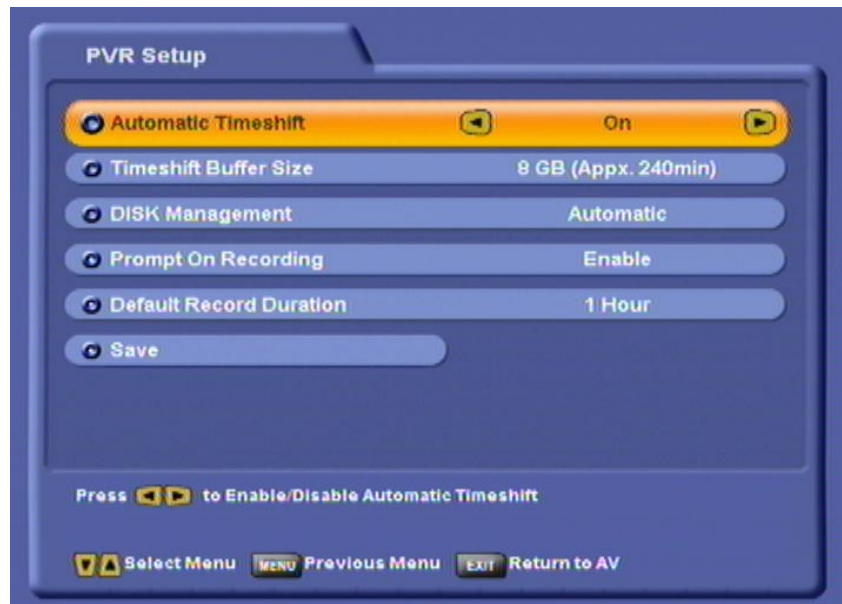 PVR Setup
Automatic Timeshift On
Timeshift Buffer Size 8 GB (Appx. 240min)
DISK Management Automatic
Prompt On Recording Enable
Default Record Duration 1 Hour
Save
Press to Enable/Disable Automatic Timeshift
Select Menu MENU Previous Menu EXIT Return to AV